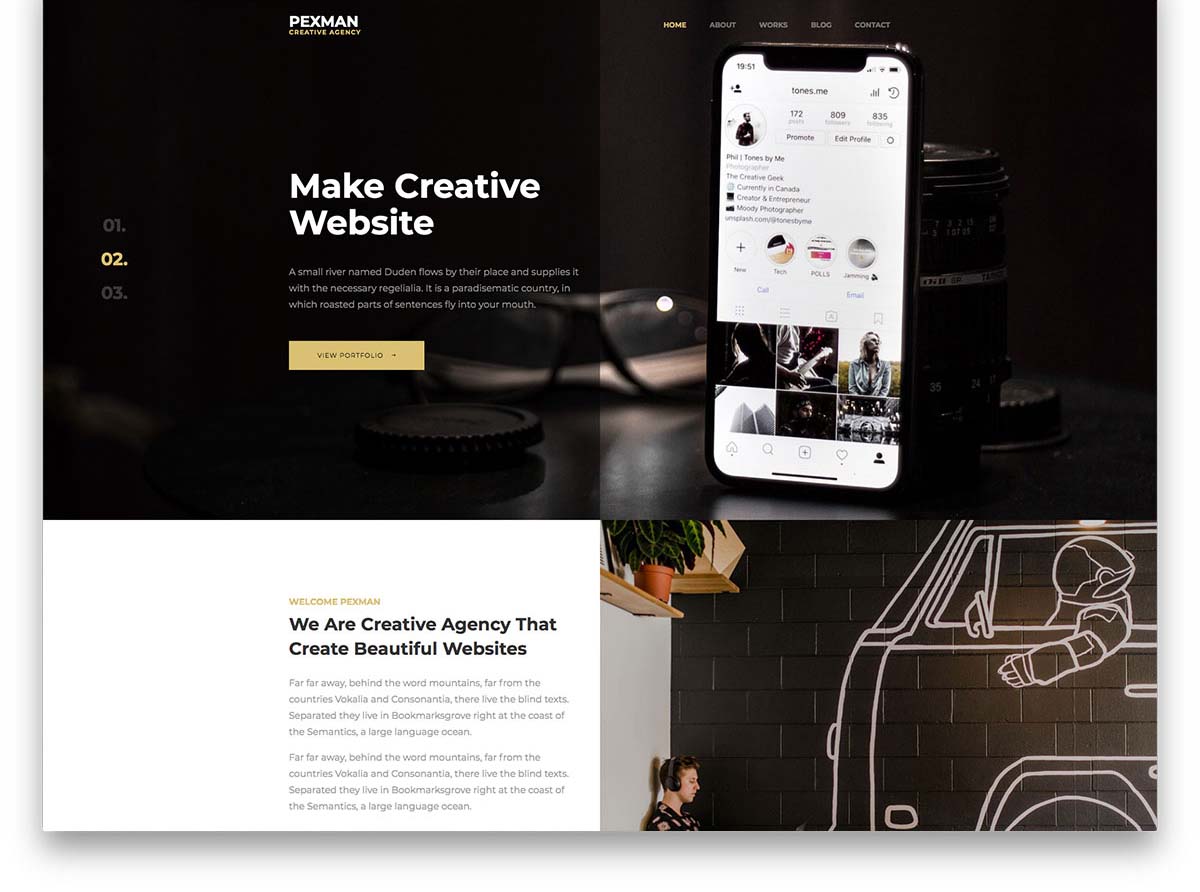 PEXMAN
CREATIVE AGENCY
HOME ABOUT WORKS BLOG CONTACT
01.
02.
03.
Make Creative
Website
A small river named Duden flows by their place and supplies it
with the necessary regelialia. It is a paradisematic country, in
which roasted parts of sentences fly into your mouth.
VIEW PORTFOLIO →
19:51
tones.me
172 809 835
posts followers following
Promote Edit Profile
Phil | Tones by Me
Photographer
The Creative Geek
Currently in Canada
Creator & Entrepreneur
Moody Photographer
unsplash.com/@tonesbyme
New Tech POLLS Jamming
Call Email
35 24
WELCOME PEXMAN
We Are Creative Agency That
Create Beautiful Websites
Far far away, behind the word mountains, far from the
countries Vokalia and Consonantia, there live the blind texts.
Separated they live in Bookmarksgrove right at the coast of
the Semantics, a large language ocean.
Far far away, behind the word mountains, far from the
countries Vokalia and Consonantia, there live the blind texts.
Separated they live in Bookmarksgrove right at the coast of
the Semantics, a large language ocean.